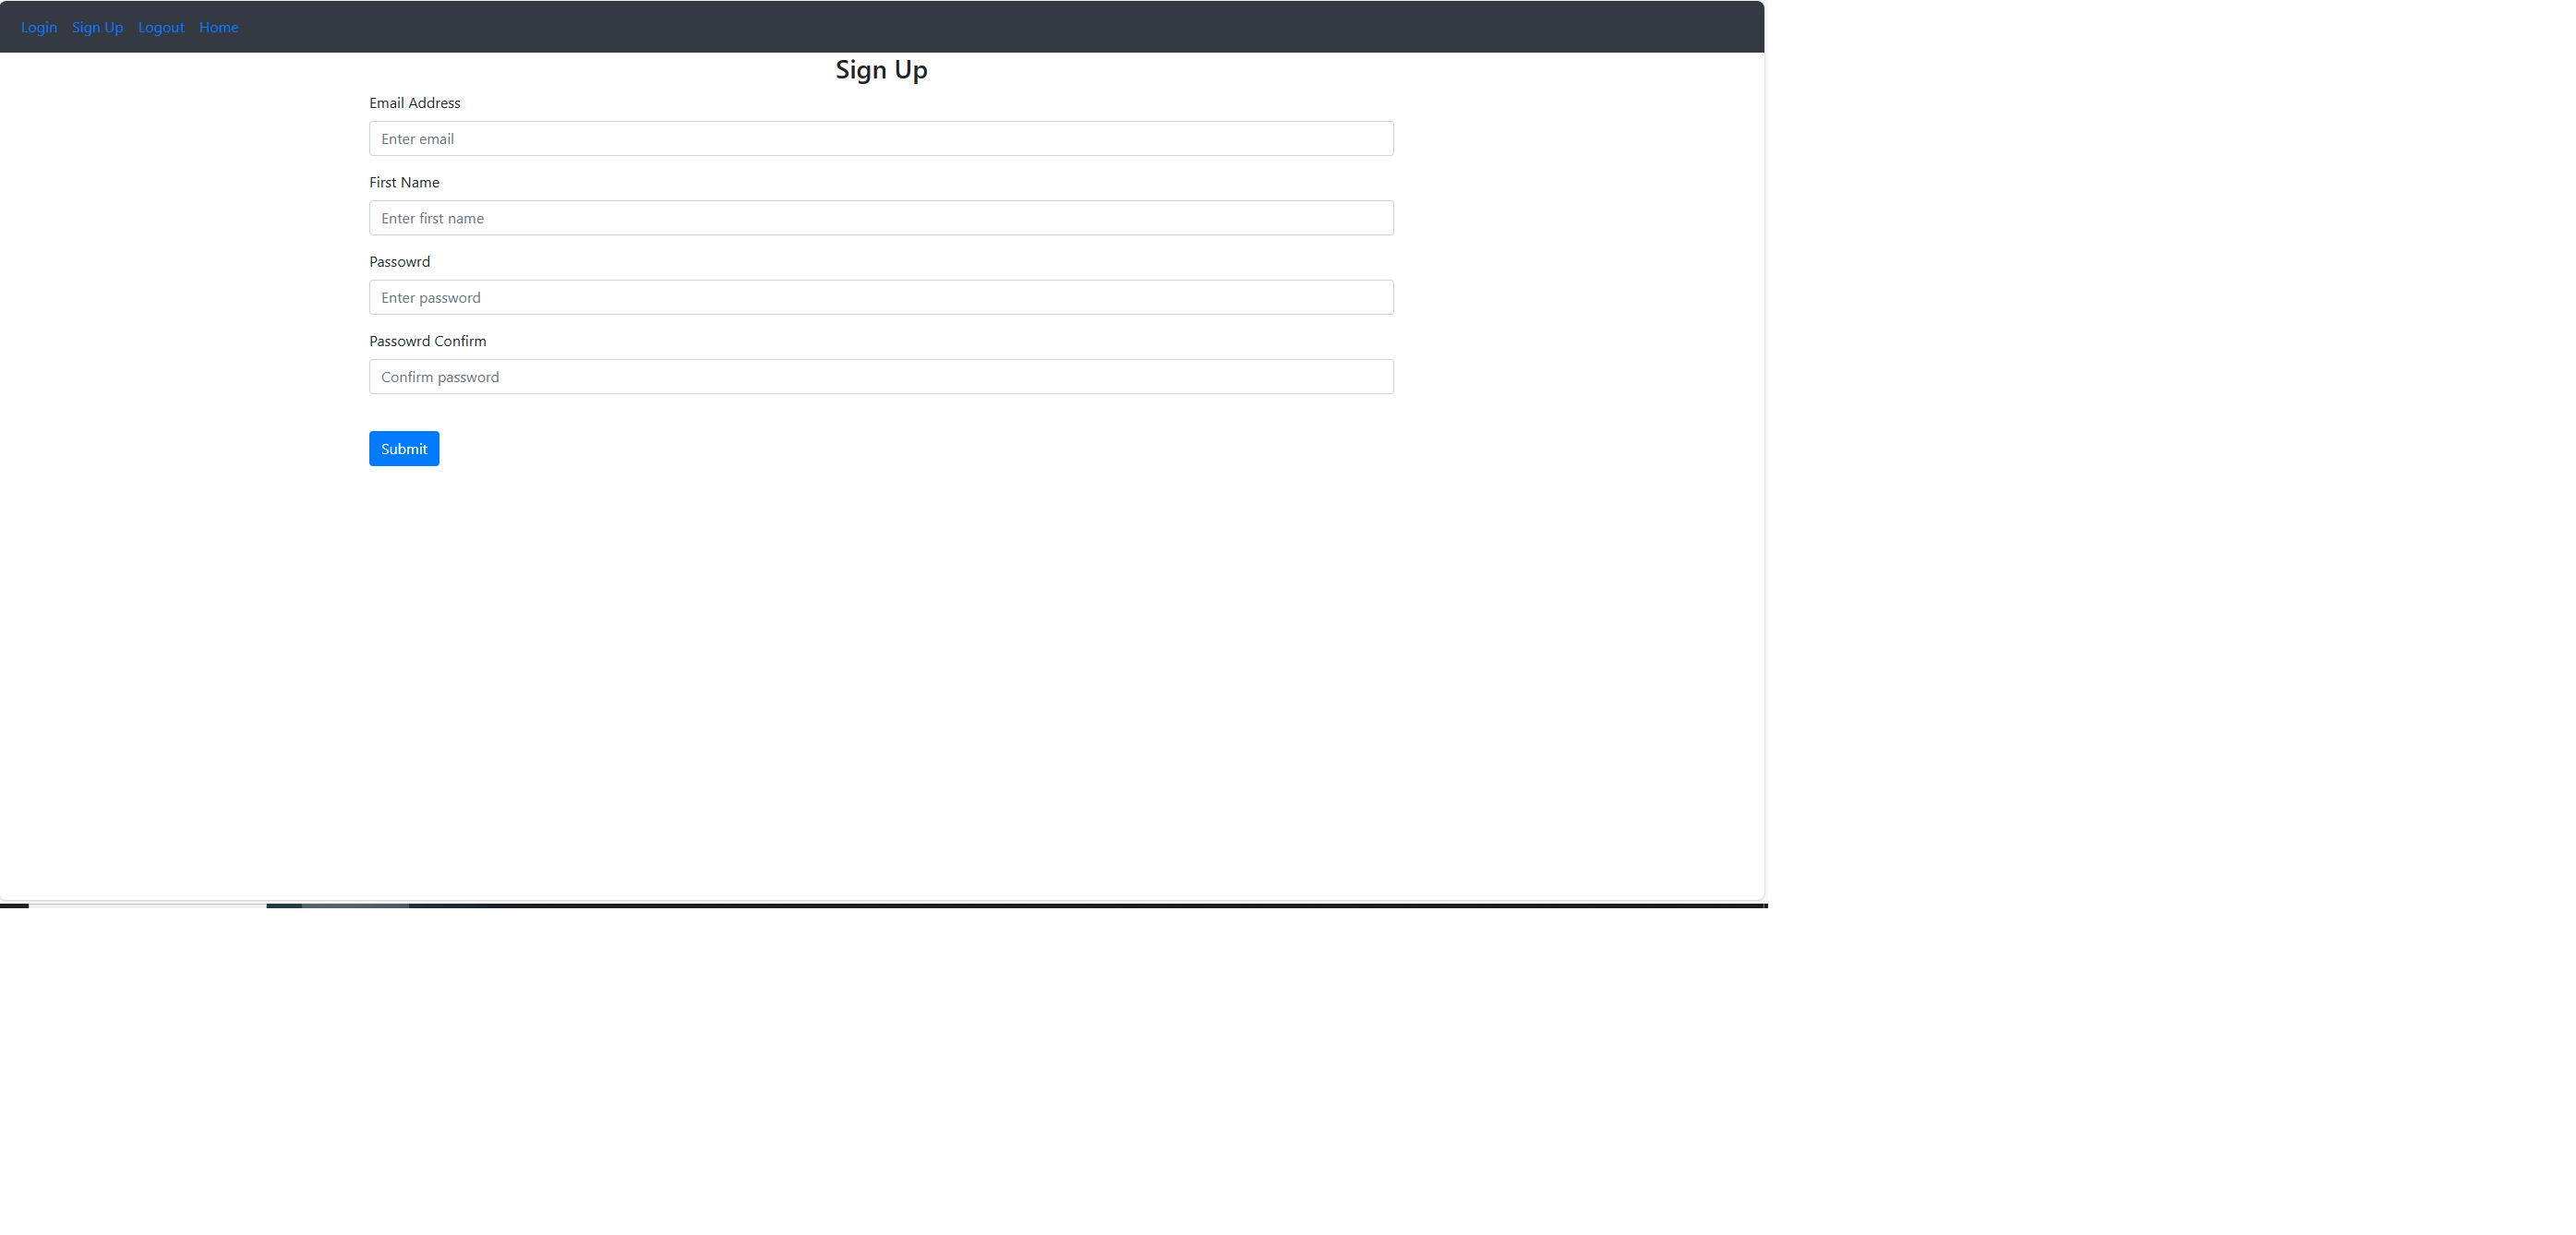 Login Sign Up Logout Home
Sign Up
Email Address
Enter email
First Name
Enter first name
Passowrd
Enter password
Passowrd Confirm
Confirm password
Submit